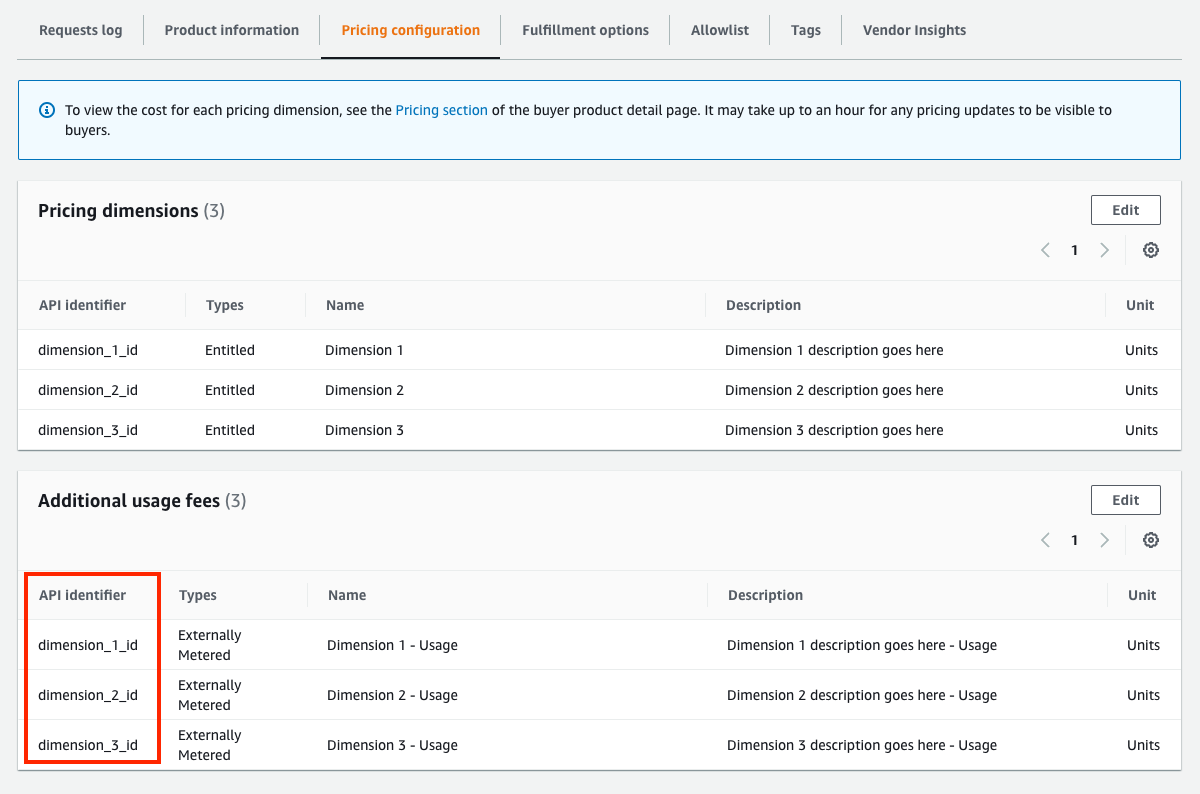 Requests log Product information Pricing configuration Fulfillment options Allowlist Tags Vendor Insights
To view the cost for each pricing dimension, see the Pricing section of the buyer product detail page. It may take up to an hour for any pricing updates to be visible to
buyers.
Pricing dimensions (3) Edit
1
API identifier Types Name Description Unit
dimension_1_id Entitled Dimension 1 Dimension 1 description goes here Units
dimension_2_id Entitled Dimension 2 Dimension 2 description goes here Units
dimension_3_id Entitled Dimension 3 Dimension 3 description goes here Units
Additional usage fees (3) Edit
1
API identifier Types Name Description Unit
dimension_1_id Externally Metered Dimension 1 - Usage Dimension 1 description goes here - Usage Units
dimension_2_id Externally Metered Dimension 2 - Usage Dimension 2 description goes here - Usage Units
dimension_3_id Externally Metered Dimension 3 - Usage Dimension 3 description goes here - Usage Units